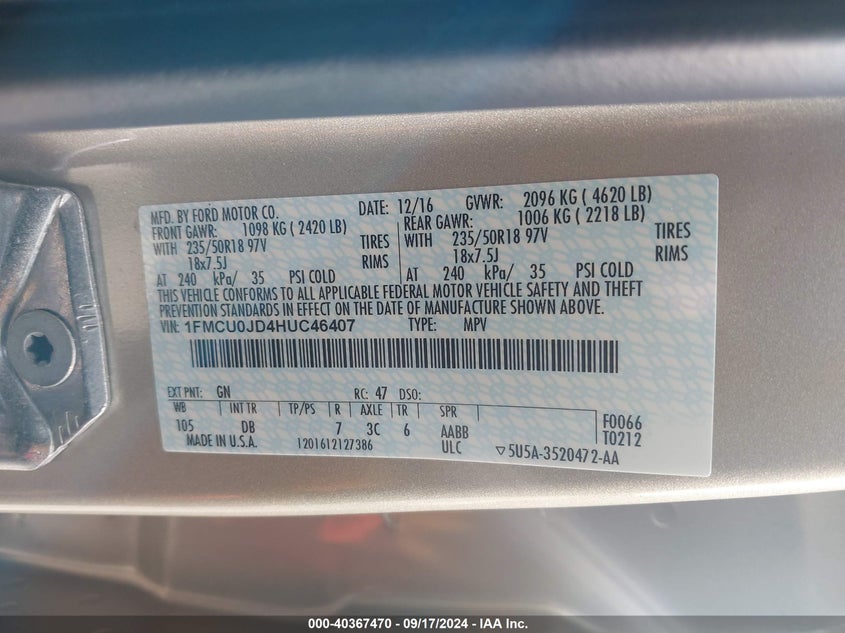 MFD. BY FORD MOTOR CO. DATE: 12/16 GVWR: 2096 KG ( 4620 LB)
FRONT GAWR: 1098 KG ( 2420 LB) REAR GAWR: 1006 KG ( 2218 LB)
WITH 235/50R18 97V TIRES WITH 235/50R18 97V TIRES
18x7.5J RIMS 18x7.5J RIMS
AT 240 kPa/ 35 PSI COLD AT 240 kPa/ 35 PSI COLD
THIS VEHICLE CONFORMS TO ALL APPLICABLE FEDERAL MOTOR VEHICLE SAFETY AND THEFT
PREVENTION STANDARDS IN EFFECT ON THE DATE OF MANUFACTURE SHOWN ABOVE.
VIN: 1FMCU0JD4HUC46407 TYPE: MPV
EXT PNT: GN RC: 47 DSO:
WB INT TR TP/PS R AXLE TR SPR F0066
105 DB 7 3C 6 AABB T0212
MADE IN U.S.A. 1201612127386 ULC ▽5U5A-3520472-AA
000-40367470 - 09/17/2024 - IAA Inc.